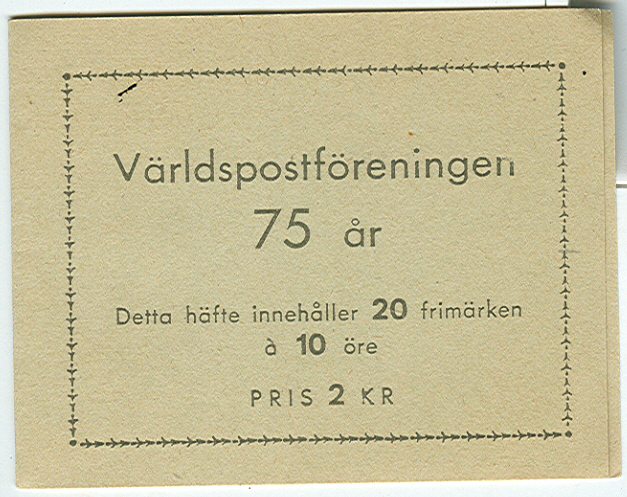 Världspostföreningen
75 år
Detta häfte innehåller 20 frimärken
à 10 öre
PRIS 2 KR